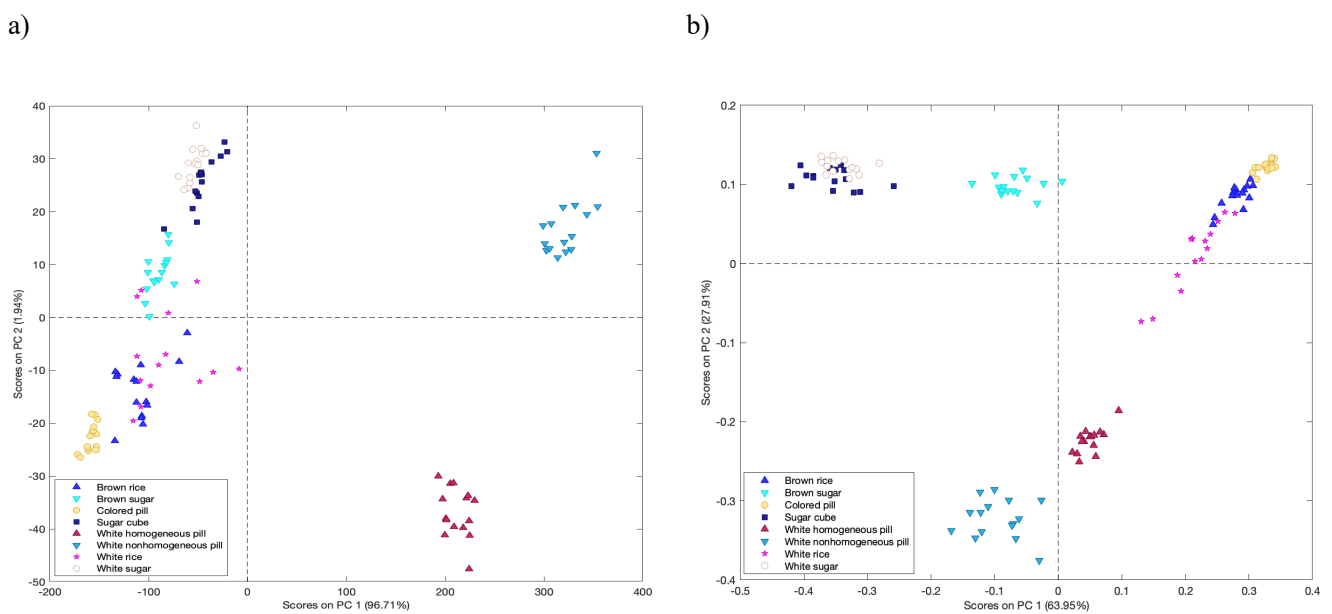 a)
b)
40
30
20
10
0
-10
-20
-30
-40
-50
Scores on PC 2 (1.94%)
Brown rice
Brown sugar
Colored pill
Sugar cube
White homogeneous pill
White nonhomogeneous pill
White rice
White sugar
-200 -100 0 100 200 300 400
Scores on PC 1 (96.71%)
0.2
0.1
0
-0.1
-0.2
-0.3
-0.4
Scores on PC 2 (27.91%)
Brown rice
Brown sugar
Colored pill
Sugar cube
White homogeneous pill
White nonhomogeneous pill
White rice
White sugar
-0.5 -0.4 -0.3 -0.2 -0.1 0 0.1 0.2 0.3 0.4
Scores on PC 1 (63.95%)